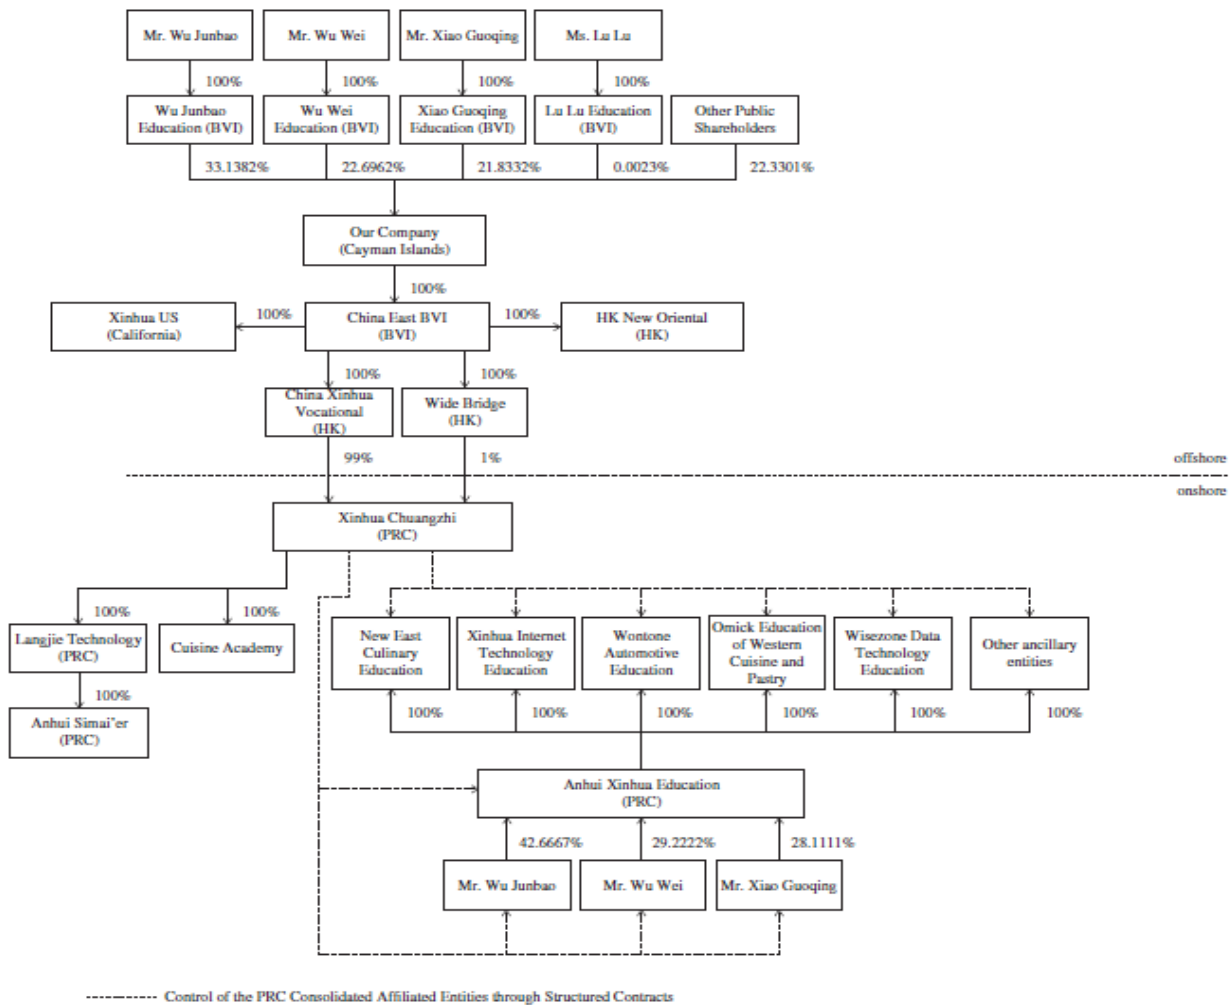 Mr. Wu Junbao
Mr. Wu Wei
Mr. Xiao Guoqing
Ms. Lu Lu
100%
100%
100%
100%
Wu Junbao
Education (BVI)
Wu Wei
Education (BVI)
Xiao Guoqing
Education (BVI)
Lu Lu Education
(BVI)
Other Public
Shareholders
33.1382%
22.6962%
21.8332%
0.0023%
22.3301%
Our Company
(Cayman Islands)
100%
Xinhua US
(California)
100%
China East BVI
(BVI)
100%
HK New Oriental
(HK)
100%
100%
China Xinhua
Vocational
(HK)
Wide Bridge
(HK)
99%
1%
offshore
onshore
Xinhua Chuangzhi
(PRC)
100%
100%
Langjie Technology
(PRC)
Cuisine Academy
New East
Culinary
Education
Xinhua Internet
Technology
Education
Wontone
Automotive
Education
Omick Education
of Western
Cuisine and
Pastry
Wisezone Data
Technology
Education
Other ancillary
entities
100%
Anhui Simai'er
(PRC)
100%
100%
100%
100%
100%
100%
Anhui Xinhua Education
(PRC)
42.6667%
29.2222%
28.1111%
Mr. Wu Junbao
Mr. Wu Wei
Mr. Xiao Guoqing
Control of the PRC Consolidated Affiliated Entities through Structured Contracts